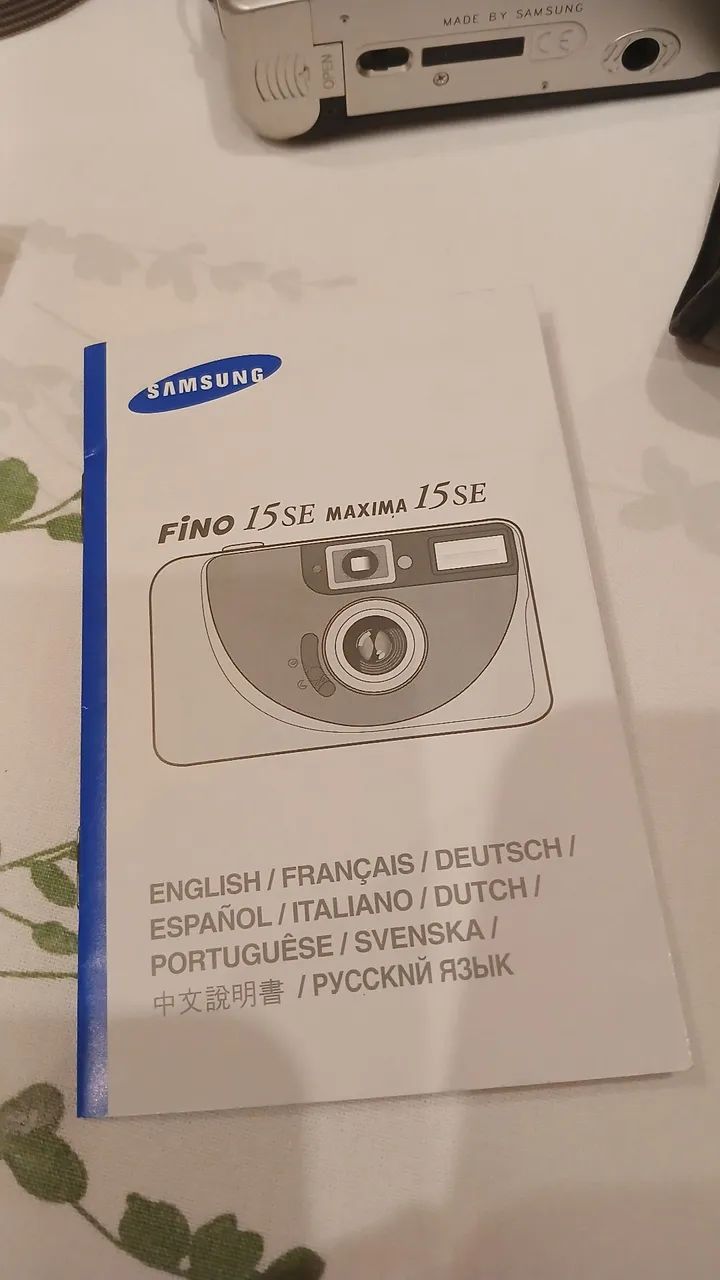 MADE BY SAMSUNG
OPEN
CE
SAMSUNG
FiNO 15SE MAXIMA 15SE
ENGLISH / FRANÇAIS / DEUTSCH /
ESPAÑOL / ITALIANO / DUTCH /
PORTUGUÊSE / SVENSKA /
中文說明書 / РУССКNЙ ЯЗЫК